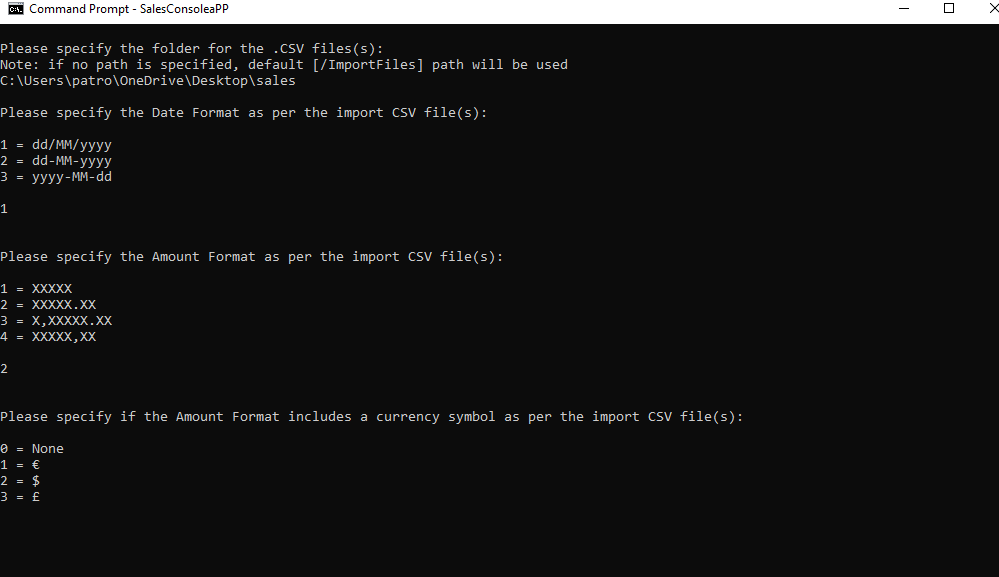 Command Prompt - SalesConsoleaPP
Please specify the folder for the .CSV files(s):
Note: if no path is specified, default [/ImportFiles] path will be used
C:\Users\patro\OneDrive\Desktop\sales
Please specify the Date Format as per the import CSV file(s):
1 = dd/MM/yyyy
2 = dd-MM-yyyy
3 = yyyy-MM-dd
1
Please specify the Amount Format as per the import CSV file(s):
1 = XXXXX
2 = XXXXX.XX
3 = X,XXXXX.XX
4 = XXXXX,XX
2
Please specify if the Amount Format includes a currency symbol as per the import CSV file(s):
0 = None
1 = €
2 = $
3 = £